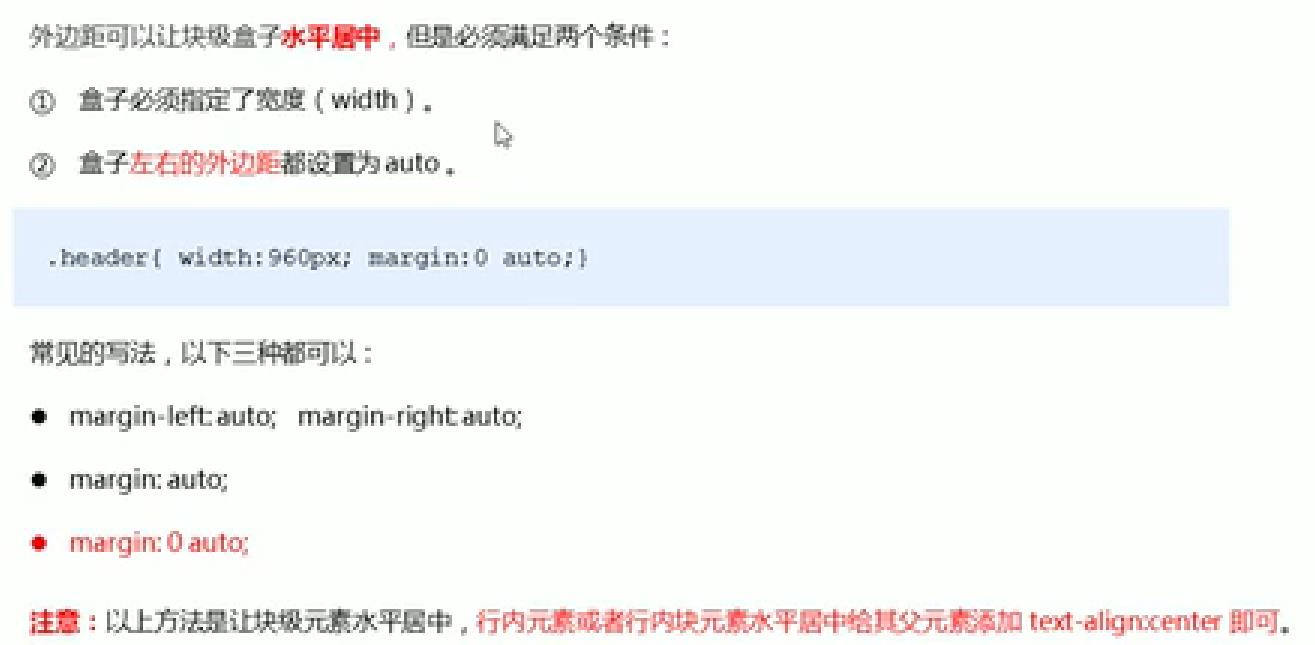 外边距可以让块级盒子水平居中，但是必须满足两个条件：
① 盒子必须指定了宽度（width）。
② 盒子左右的外边距都设置为auto。
.header{ width:960px; margin:0 auto;}
常见的写法，以下三种都可以：
● margin-left:auto; margin-right:auto;
● margin: auto;
● margin: 0 auto;
注意：以上方法是让块级元素水平居中，行内元素或者行内块元素水平居中给其父元素添加 text-align:center 即可。